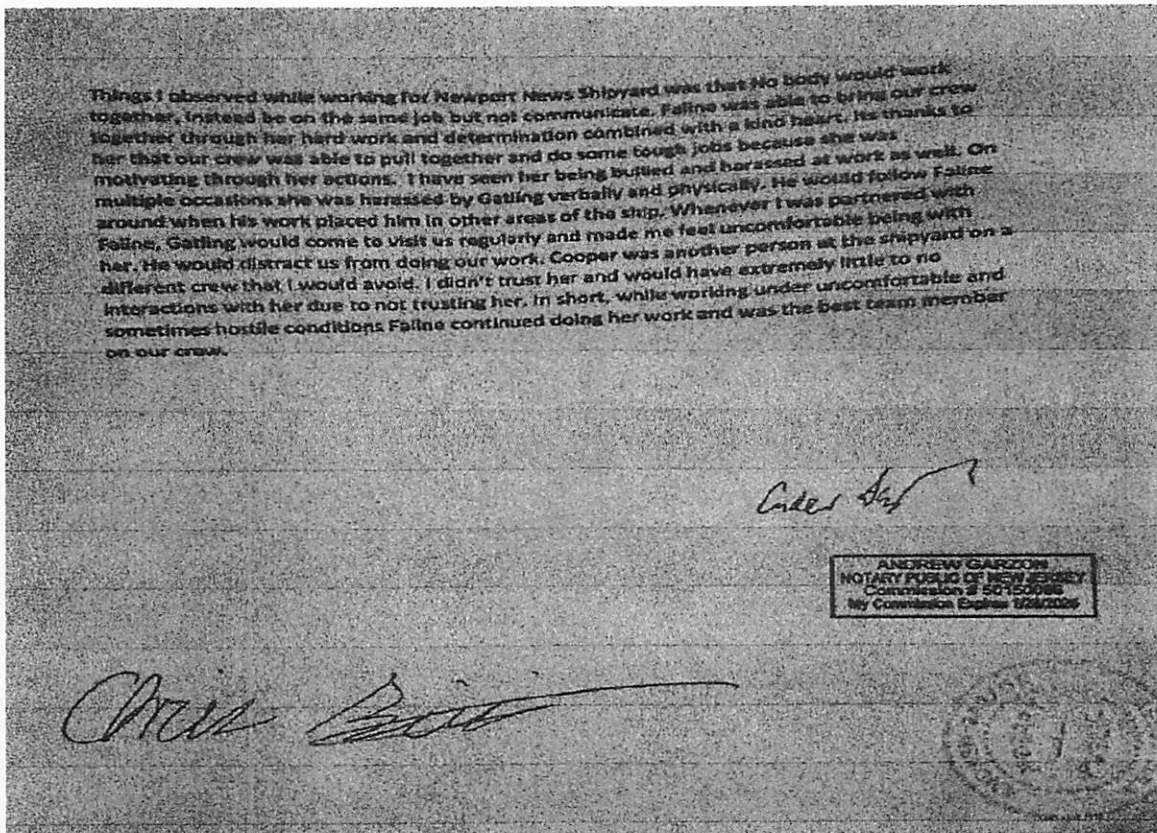 Things I observed while working for Newport News Shipyard was that No body would work
together, instead be on the same job but not communicate. Faline was able to bring our crew
together through her hard work and determination combined with a kind heart. Its thanks to
her that our crew was able to pull together and do some tough jobs because she was
motivating through her actions. I have seen her being bullied and harassed at work as well. On
multiple occasions she was harassed by Gatling verbally and physically. He would follow Faline
around when his work placed him in other areas of the ship. Whenever I was partnered with
Faline, Gatling would come to visit us regularly and made me feel uncomfortable being with
her. He would distract us from doing our work. Cooper was another person at the shipyard on a
different crew that I would avoid. I didn't trust her and would have extremely little to no
interactions with her due to not trusting her. In short, while working under uncomfortable and
sometimes hostile conditions Faline continued doing her work and was the best team member
on our crew.
ANDREW GARZON
NOTARY PUBLIC OF NEW JERSEY
Commission #
My Commission Expires
Chris